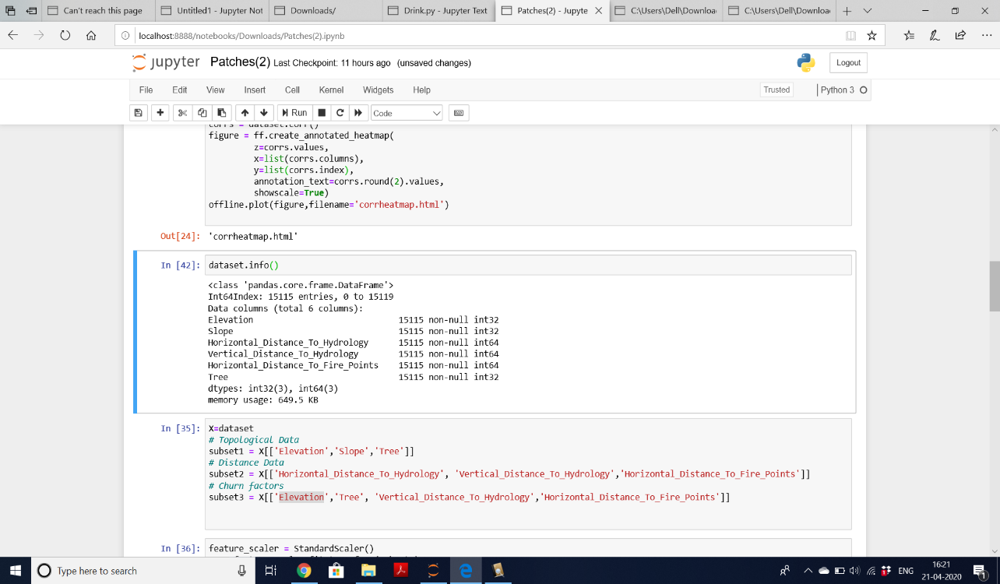 Can't reach this page
Untitled1 - Jupyter Not
Downloads/
Drink.py - Jupyter Text
Patches(2) - Jupyte
C:\Users\Dell\Downloa
C:\Users\Dell\Downloa
localhost:8888/notebooks/Downloads/Patches(2).ipynb
jupyter Patches(2) Last Checkpoint: 11 hours ago (unsaved changes)
Logout
File Edit View Insert Cell Kernel Widgets Help
Trusted
Python 3
Run
Code
corrs = dataset.corr()
figure = ff.create_annotated_heatmap(
z=corrs.values,
x=list(corrs.columns),
y=list(corrs.index),
annotation_text=corrs.round(2).values,
showscale=True)
offline.plot(figure,filename='corrheatmap.html')
Out[24]: 'corrheatmap.html'
In [42]: dataset.info()
<class 'pandas.core.frame.DataFrame'>
Int64Index: 15115 entries, 0 to 15119
Data columns (total 6 columns):
Elevation 15115 non-null int32
Slope 15115 non-null int32
Horizontal_Distance_To_Hydrology 15115 non-null int64
Vertical_Distance_To_Hydrology 15115 non-null int64
Horizontal_Distance_To_Fire_Points 15115 non-null int64
Tree 15115 non-null int32
dtypes: int32(3), int64(3)
memory usage: 649.5 KB
In [35]: X=dataset
# Topological Data
subset1 = X[['Elevation','Slope','Tree']]
# Distance Data
subset2 = X[['Horizontal_Distance_To_Hydrology', 'Vertical_Distance_To_Hydrology','Horizontal_Distance_To_Fire_Points']]
# Churn factors
subset3 = X[['Elevation','Tree', 'Vertical_Distance_To_Hydrology','Horizontal_Distance_To_Fire_Points']]
In [36]: feature_scaler = StandardScaler()
Type here to search
ENG
16:21
21-04-2020
1